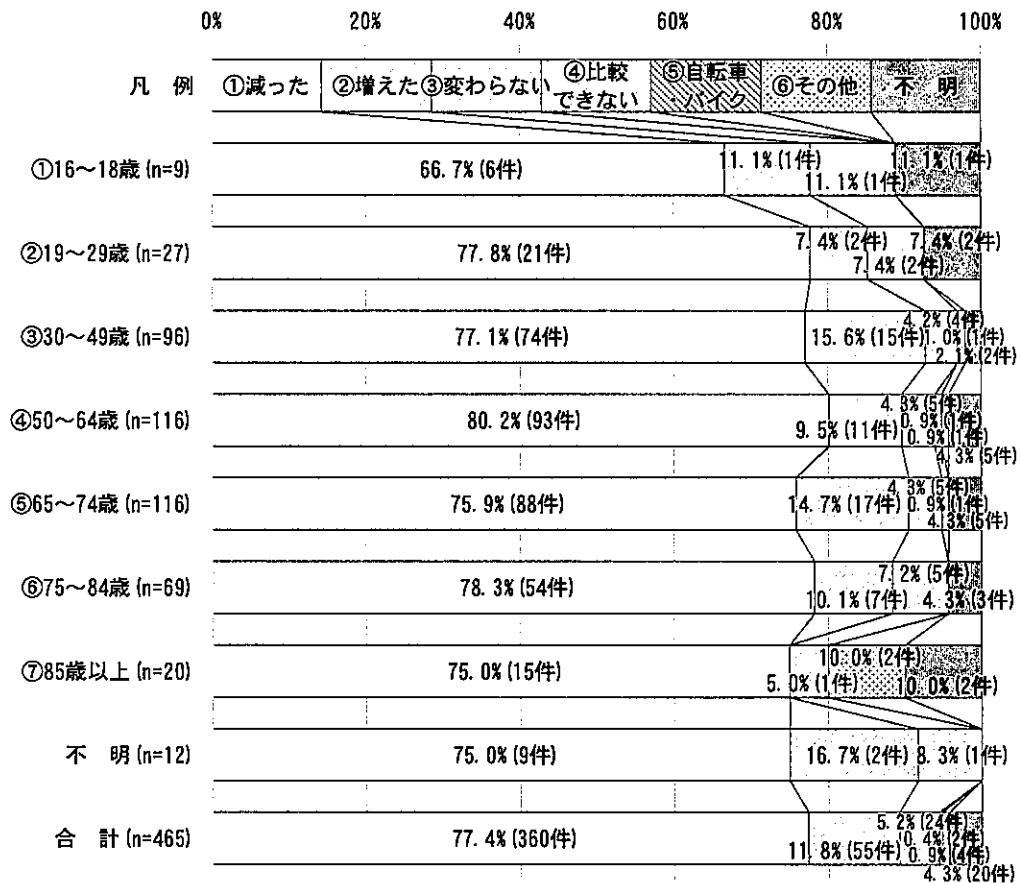 0% 20% 40% 60% 80% 100%
凡 例 ①減った ②増えた ③変わらない ④比較できない ⑤自転車・バイク ⑥その他 不 明
①16～18歳(n=9) 66.7%(6件) 11.1%(1件) 11.1%(1件) 11.1%(1件)
②19～29歳(n=27) 77.8%(21件) 7.4%(2件) 7.4%(2件) 7.4%(2件)
③30～49歳(n=96) 77.1%(74件) 15.6%(15件) 4.2%(4件) 1.0%(1件) 2.1%(2件)
④50～64歳(n=116) 80.2%(93件) 9.5%(11件) 4.3%(5件) 0.9%(1件) 0.9%(1件) 4.3%(5件)
⑤65～74歳(n=116) 75.9%(88件) 14.7%(17件) 4.3%(5件) 0.9%(1件) 4.3%(5件)
⑥75～84歳(n=69) 78.3%(54件) 10.1%(7件) 7.2%(5件) 4.3%(3件)
⑦85歳以上(n=20) 75.0%(15件) 5.0%(1件) 10.0%(2件) 10.0%(2件)
不 明(n=12) 75.0%(9件) 16.7%(2件) 8.3%(1件)
合 計(n=465) 77.4%(360件) 11.8%(55件) 5.2%(24件) 0.4%(2件) 0.9%(4件) 4.3%(20件)